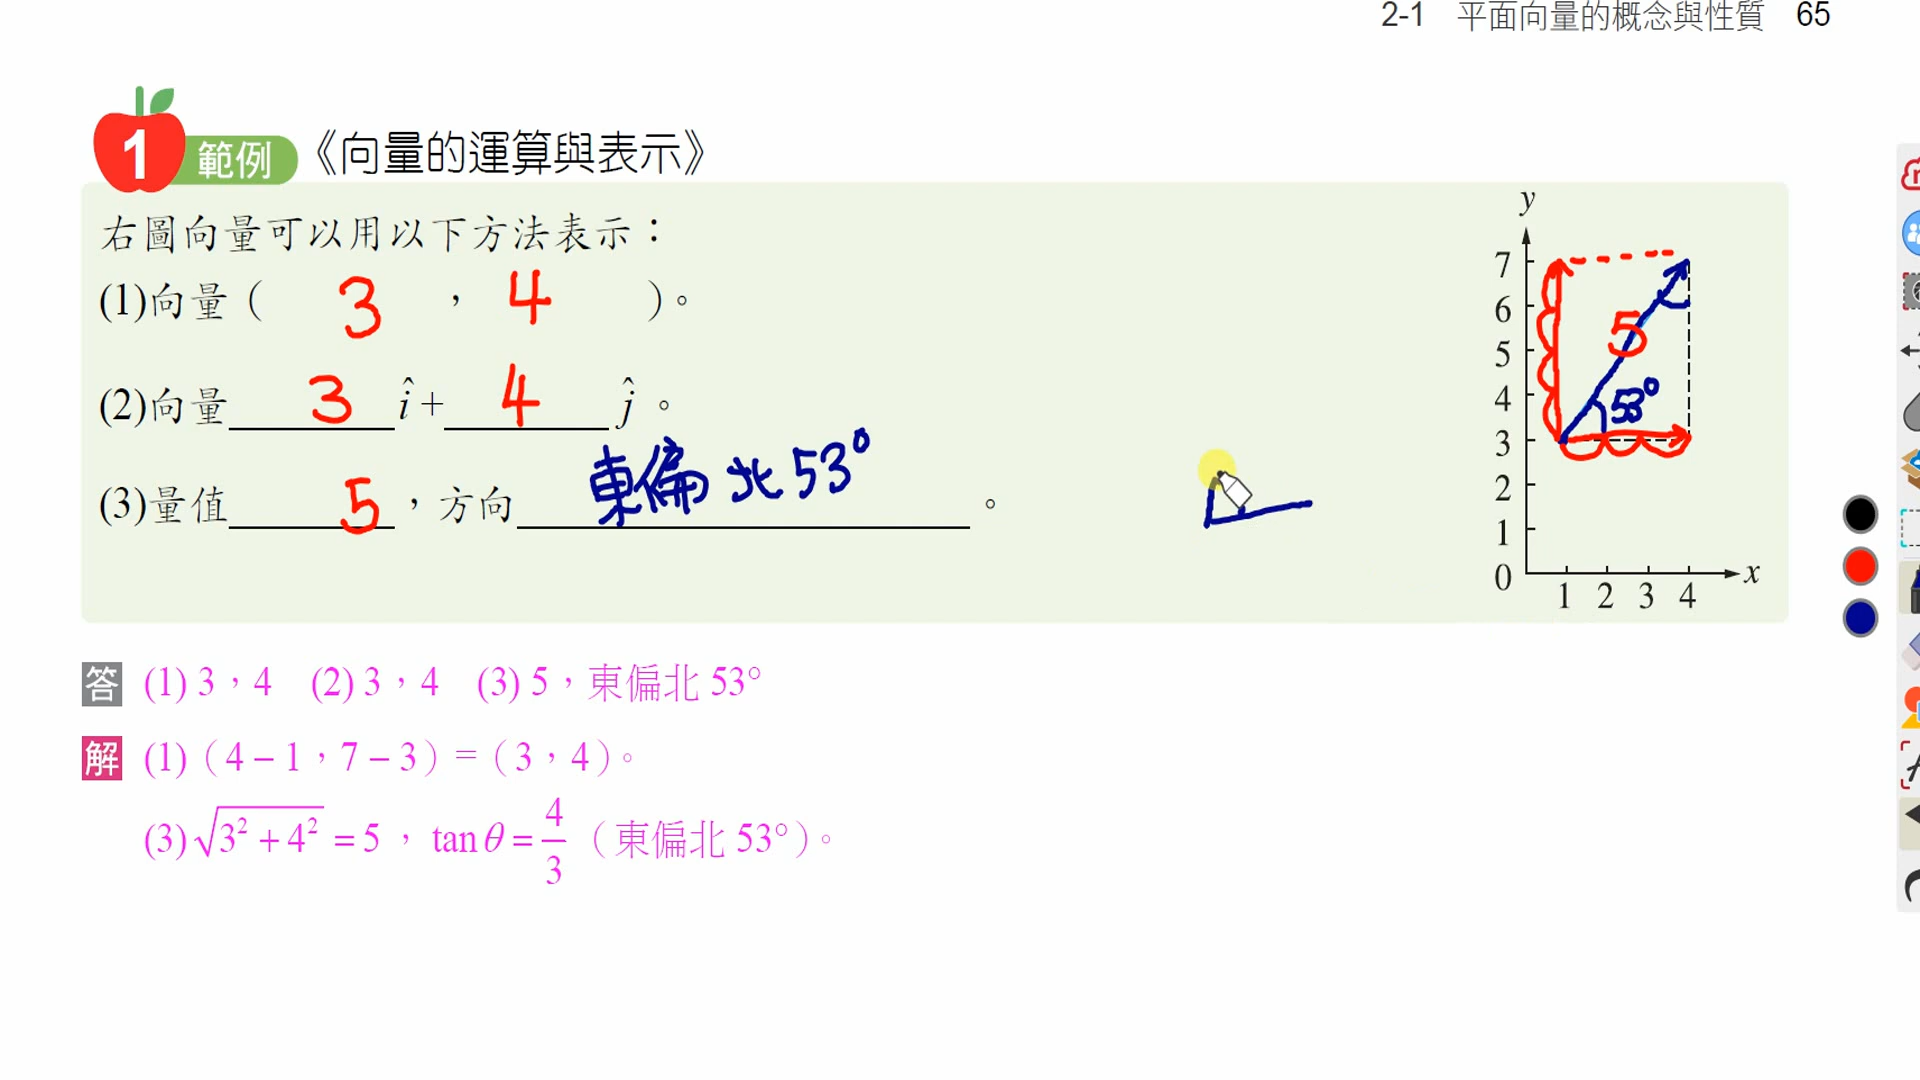 2-1 平面向量的概念與性質 65
1 範例 《向量的運算與表示》
右圖向量可以用以下方法表示：
(1)向量（ 3 ， 4 ）。
(2)向量 3 î + 4 ĵ 。
(3)量值 5 ，方向 東偏北53° 。
y
7
6
5
4
3
2
1
0
1 2 3 4
x
5
53°
答 (1) 3，4 (2) 3，4 (3) 5，東偏北 53°
解 (1)（4－1，7－3）＝（3，4）。
(3) √3² + 4² = 5，tan θ = 4/3（東偏北 53°）。